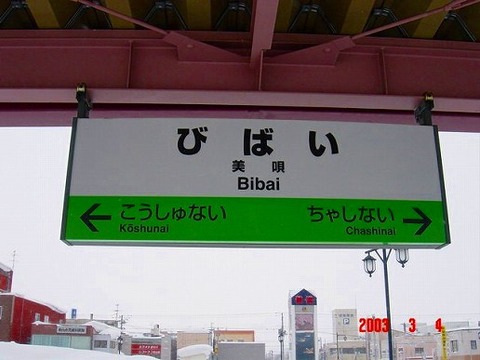 びばい
美唄
Bibai
← こうしゅない
Kōshunai
ちゃしない →
Chashinai
2003 3 4